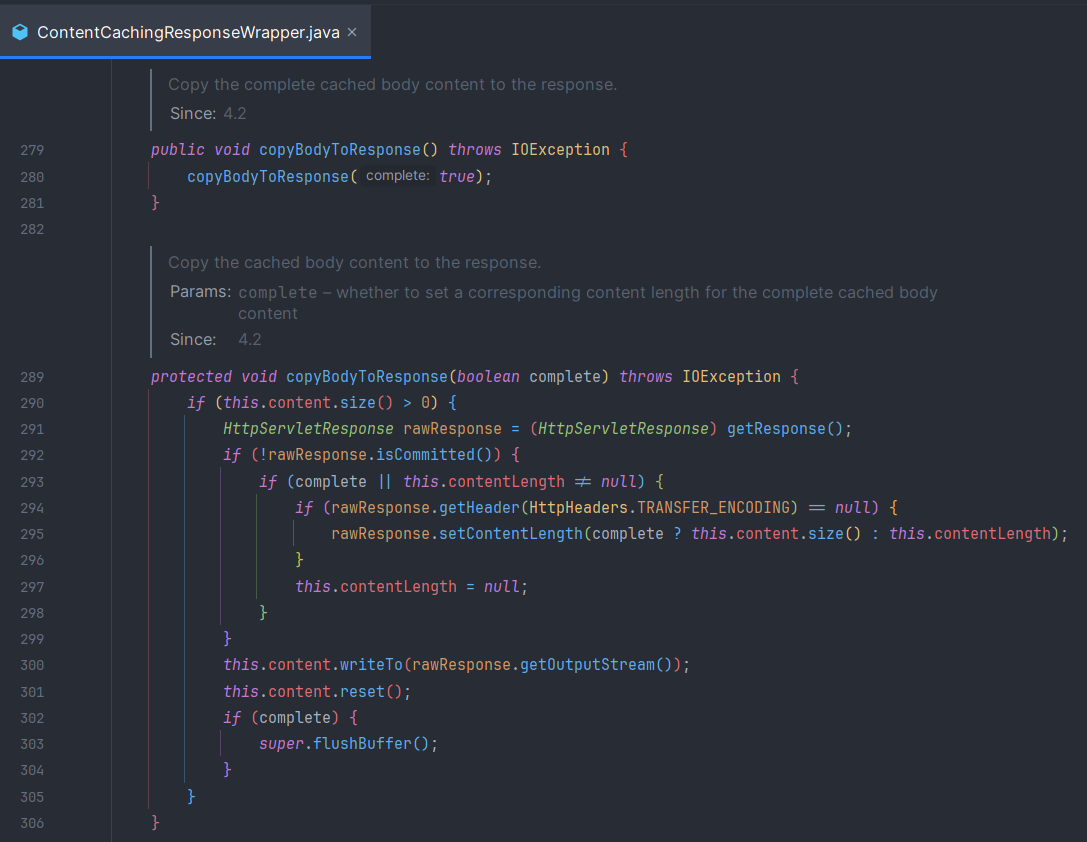 ContentCachingResponseWrapper.java ×
Copy the complete cached body content to the response.
Since: 4.2
279 public void copyBodyToResponse() throws IOException {
280 copyBodyToResponse( complete: true);
281 }
282
Copy the cached body content to the response.
Params: complete – whether to set a corresponding content length for the complete cached body
content
Since: 4.2
289 protected void copyBodyToResponse(boolean complete) throws IOException {
290 if (this.content.size() > 0) {
291 HttpServletResponse rawResponse = (HttpServletResponse) getResponse();
292 if (!rawResponse.isCommitted()) {
293 if (complete || this.contentLength != null) {
294 if (rawResponse.getHeader(HttpHeaders.TRANSFER_ENCODING) == null) {
295 rawResponse.setContentLength(complete ? this.content.size() : this.contentLength);
296 }
297 this.contentLength = null;
298 }
299 }
300 this.content.writeTo(rawResponse.getOutputStream());
301 this.content.reset();
302 if (complete) {
303 super.flushBuffer();
304 }
305 }
306 }